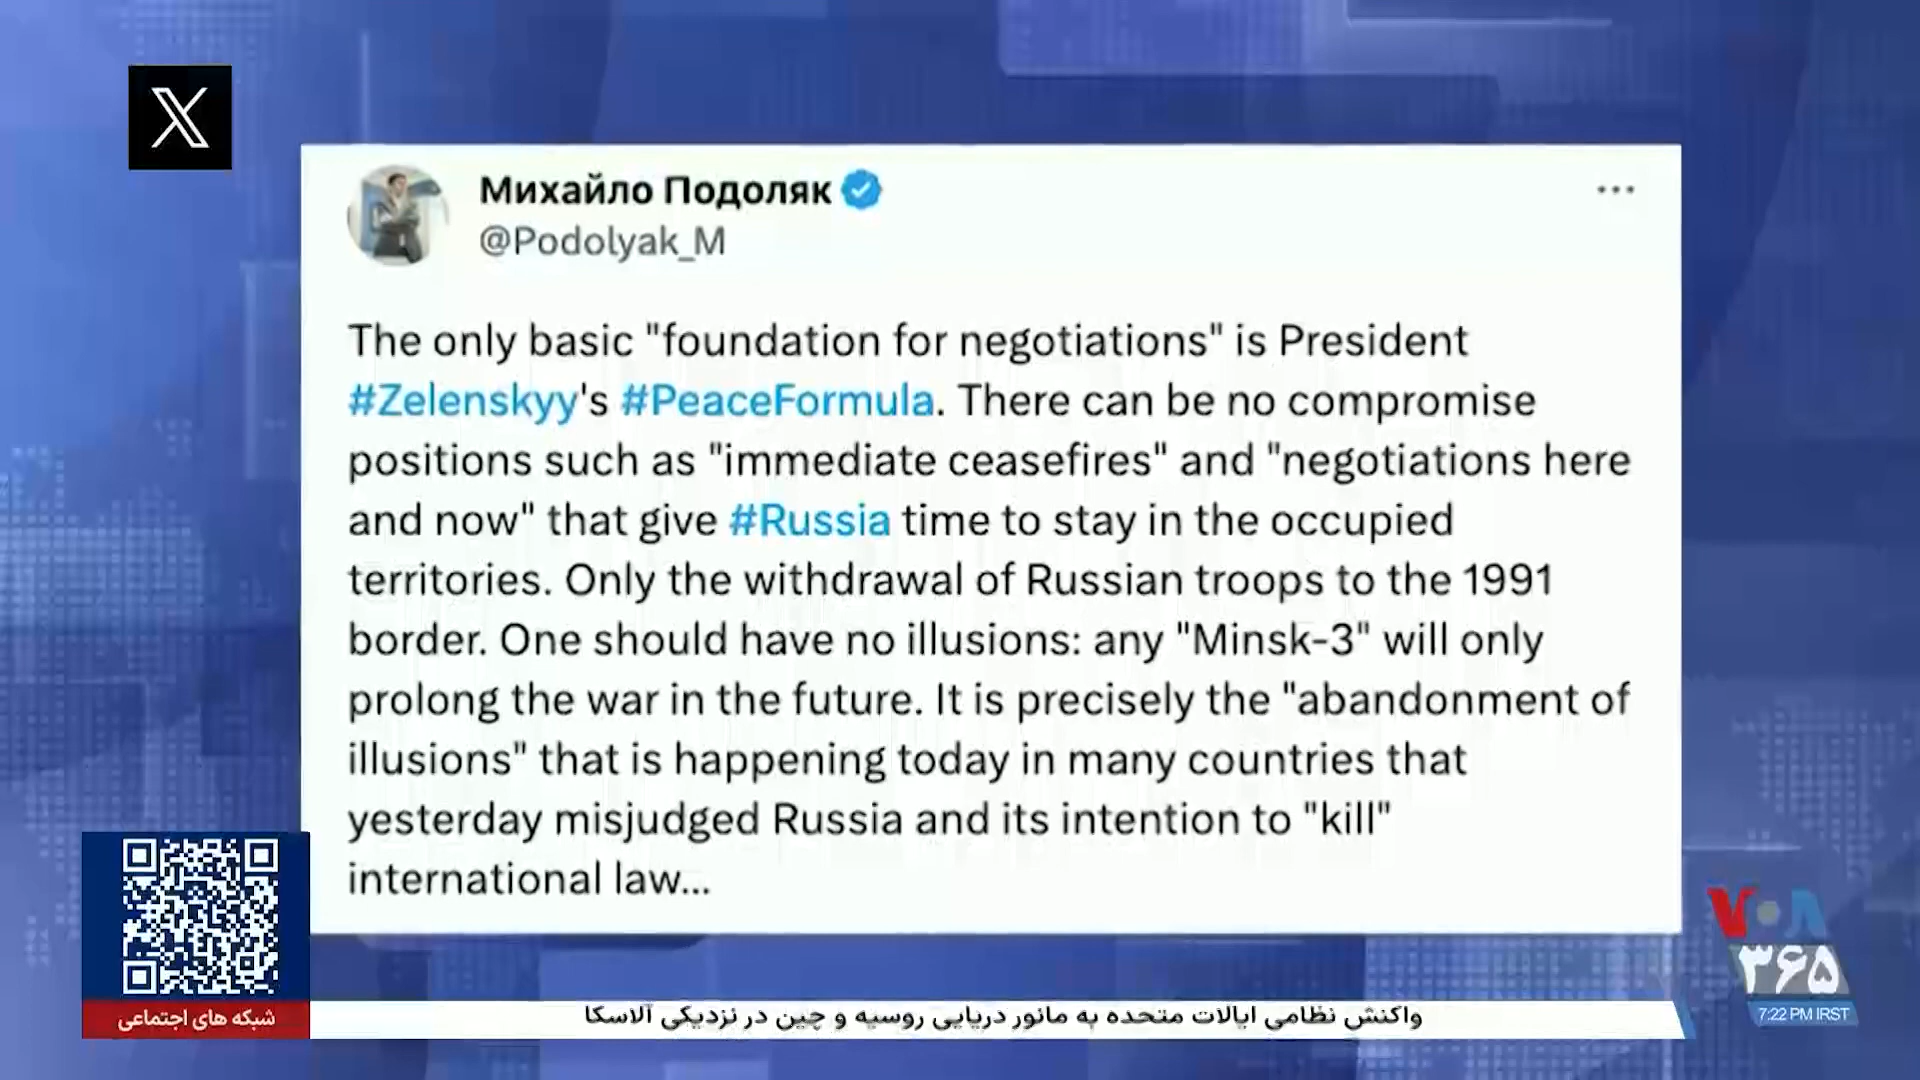 X
Михайло Подоляк
@Podolyak_M
The only basic "foundation for negotiations" is President
#Zelenskyy's #PeaceFormula. There can be no compromise
positions such as "immediate ceasefires" and "negotiations here
and now" that give #Russia time to stay in the occupied
territories. Only the withdrawal of Russian troops to the 1991
border. One should have no illusions: any "Minsk-3" will only
prolong the war in the future. It is precisely the "abandonment of
illusions" that is happening today in many countries that
yesterday misjudged Russia and its intention to "kill"
international law...
VOA
۳۶۵
7:22 PM IRST
شبکه های اجتماعی
واکنش نظامی ایالات متحده به مانور دریایی روسیه و چین در نزدیکی آلاسکا